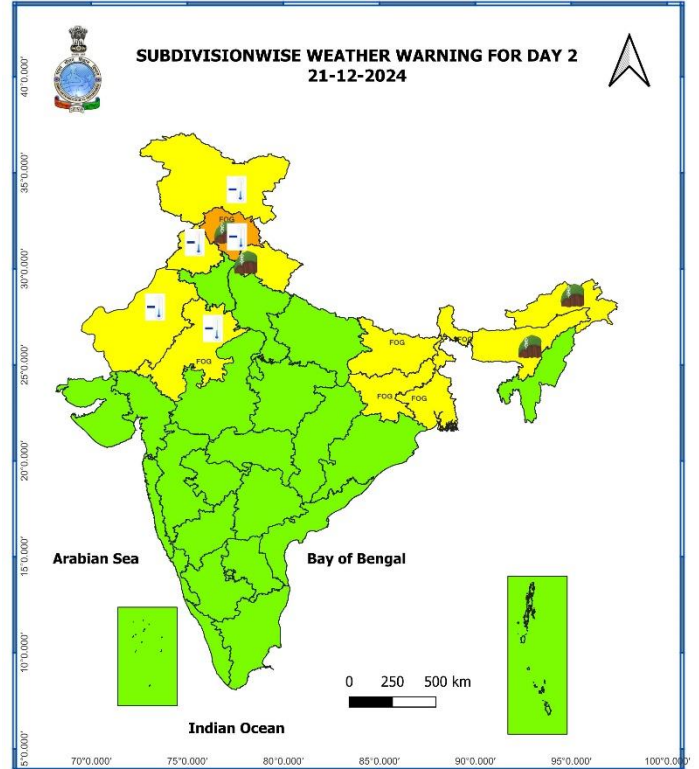 SUBDIVISIONWISE WEATHER WARNING FOR DAY 2
21-12-2024
40°0.000'
35°0.000'
FOG
30°0.000'
FOG
FOG
FOG
25°0.000'
FOG
FOG
20°0.000'
15°0.000'
Arabian Sea
Bay of Bengal
10°0.000'
0 250 500 km
Indian Ocean
5°0.000'
70°0.000' 75°0.000' 80°0.000' 85°0.000' 90°0.000' 95°0.000' 100°0.000'